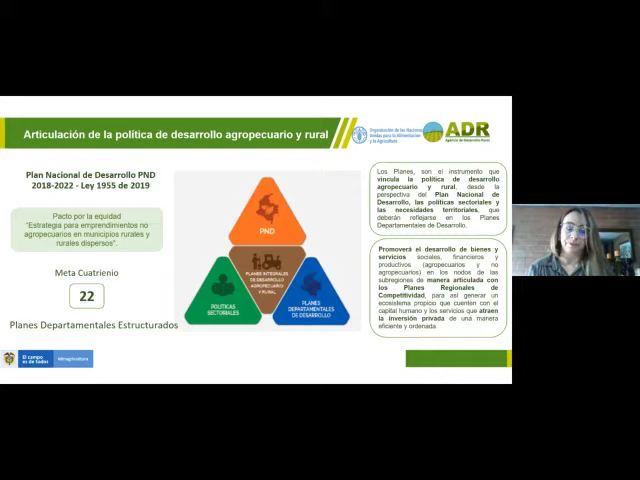 Articulación de la política de desarrollo agropecuario y rural
Organización de las Naciones
Unidas para la Alimentación
y la Agricultura
ADR
Agencia de Desarrollo Rural
Plan Nacional de Desarrollo PND
2018-2022 - Ley 1955 de 2019
Pacto por la equidad
"Estrategia para emprendimientos no
agropecuarios en municipios rurales y
rurales dispersos".
Meta Cuatrienio
22
Planes Departamentales Estructurados
PND
PLANES INTEGRALES
DE DESARROLLO
AGROPECUARIO
Y RURAL
POLÍTICAS
SECTORIALES
PLANES
DEPARTAMENTALES
DE DESARROLLO
Los Planes, son el instrumento que
vincula la política de desarrollo
agropecuario y rural, desde la
perspectiva del Plan Nacional de
Desarrollo, las políticas sectoriales y
las necesidades territoriales, que
deberán reflejarse en los Planes
Departamentales de Desarrollo.
Promoverá el desarrollo de bienes y
servicios sociales, financieros y
productivos (agropecuarios y no
agropecuarios) en los nodos de las
subregiones de manera articulada con
los Planes Regionales de
Competitividad, para así generar un
ecosistema propicio que cuenten con el
capital humano y los servicios que atraen
la inversión privada de una manera
eficiente y ordenada.
El campo
es de todos
Minagricultura